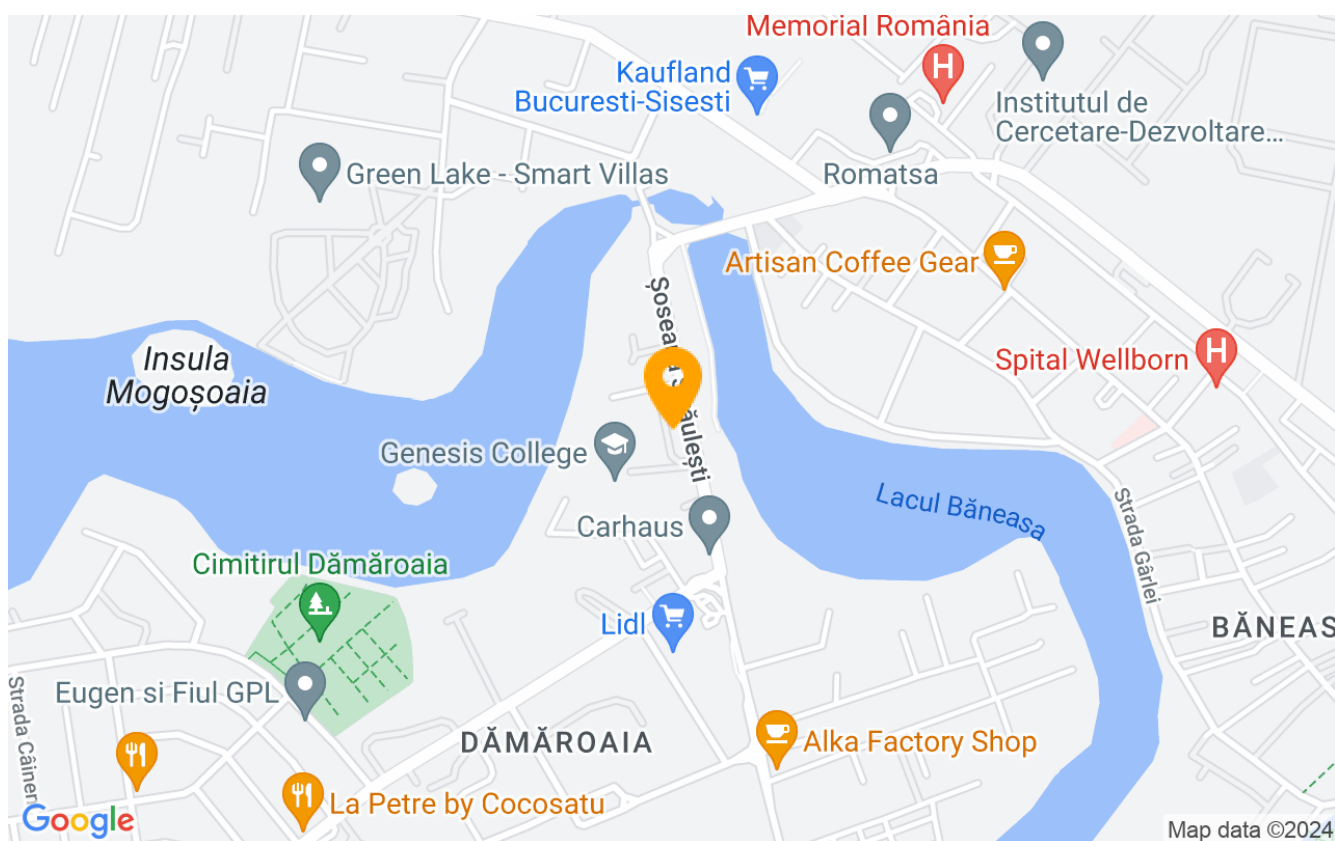 Memorial România
Kaufland
Bucuresti-Sisesti
Institutul de
Cercetare-Dezvoltare...
Green Lake - Smart Villas
Romatsa
Artisan Coffee Gear
Insula
Mogoșoaia
Spital Wellborn
Genesis College
Lacul Băneasa
Carhaus
Strada Gârlei
Cimitirul Dămăroaia
Lidl
BĂNEAS
Eugen si Fiul GPL
DĂMĂROAIA
Alka Factory Shop
La Petre by Cocosatu
Google
Map data ©2024